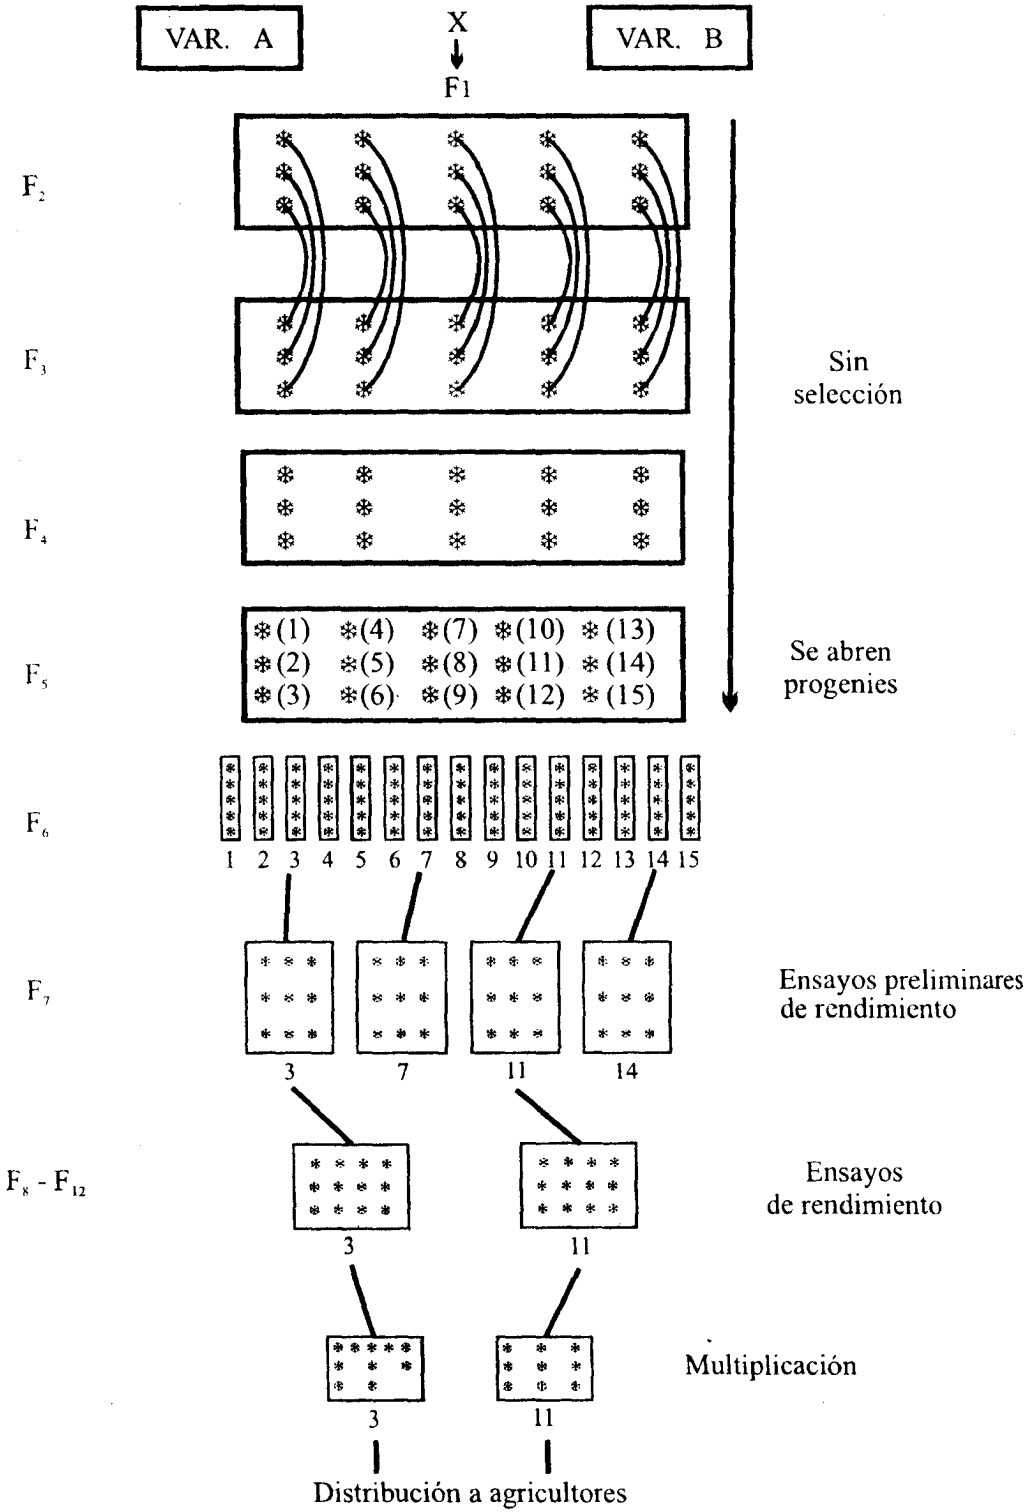 VAR. A
X
VAR. B
F1
F₂
F₃
Sin
selección
F₄
F₅
(1) (4) (7) (10) (13)
(2) (5) (8) (11) (14)
(3) (6) (9) (12) (15)
Se abren
progenies
F₆
1 2 3 4 5 6 7 8 9 10 11 12 13 14 15
F₇
Ensayos preliminares
de rendimiento
3 7 11 14
F₈ - F₁₂
Ensayos
de rendimiento
3 11
Multiplicación
3 11
Distribución a agricultores